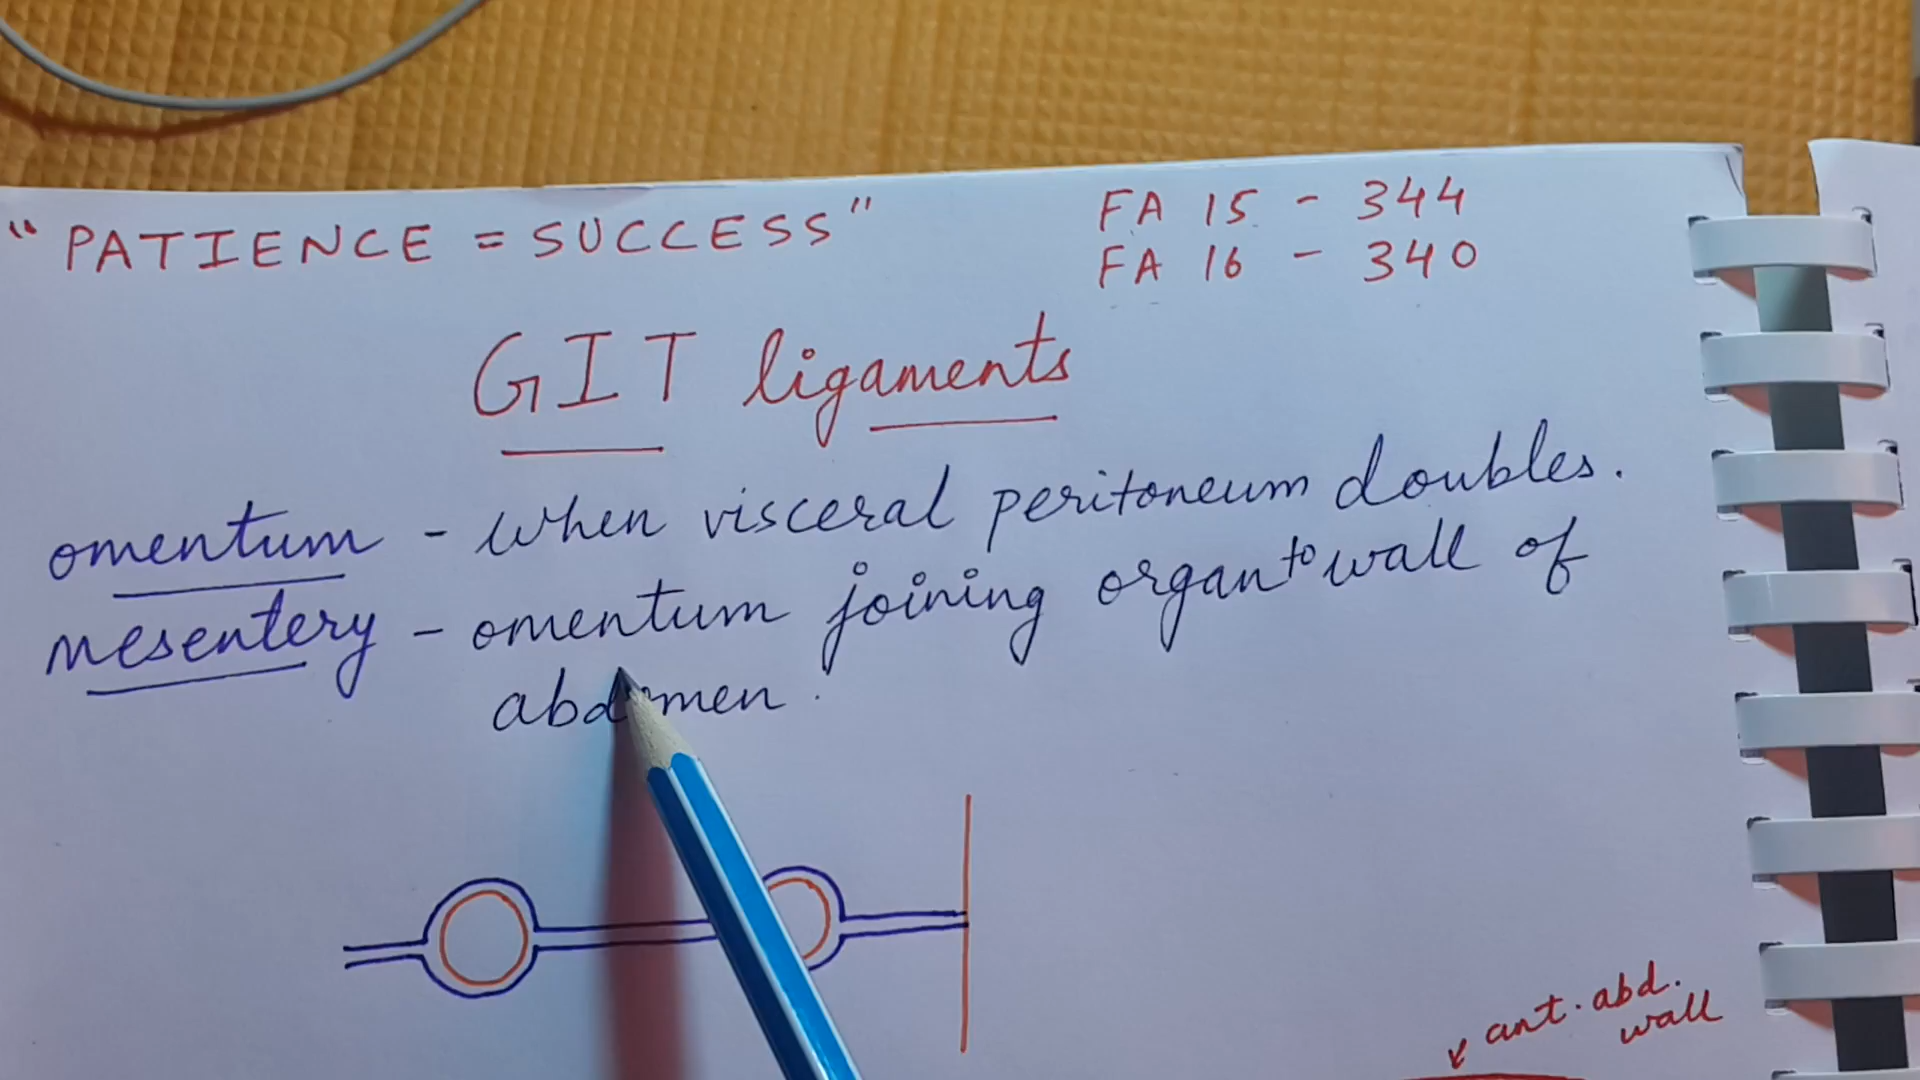 "PATIENCE = SUCCESS"
FA 15 - 344
FA 16 - 340
GIT ligaments
omentum - when visceral peritoneum doubles.
mesentery - omentum joining organ to wall of
abdomen.
ant. abd.
wall